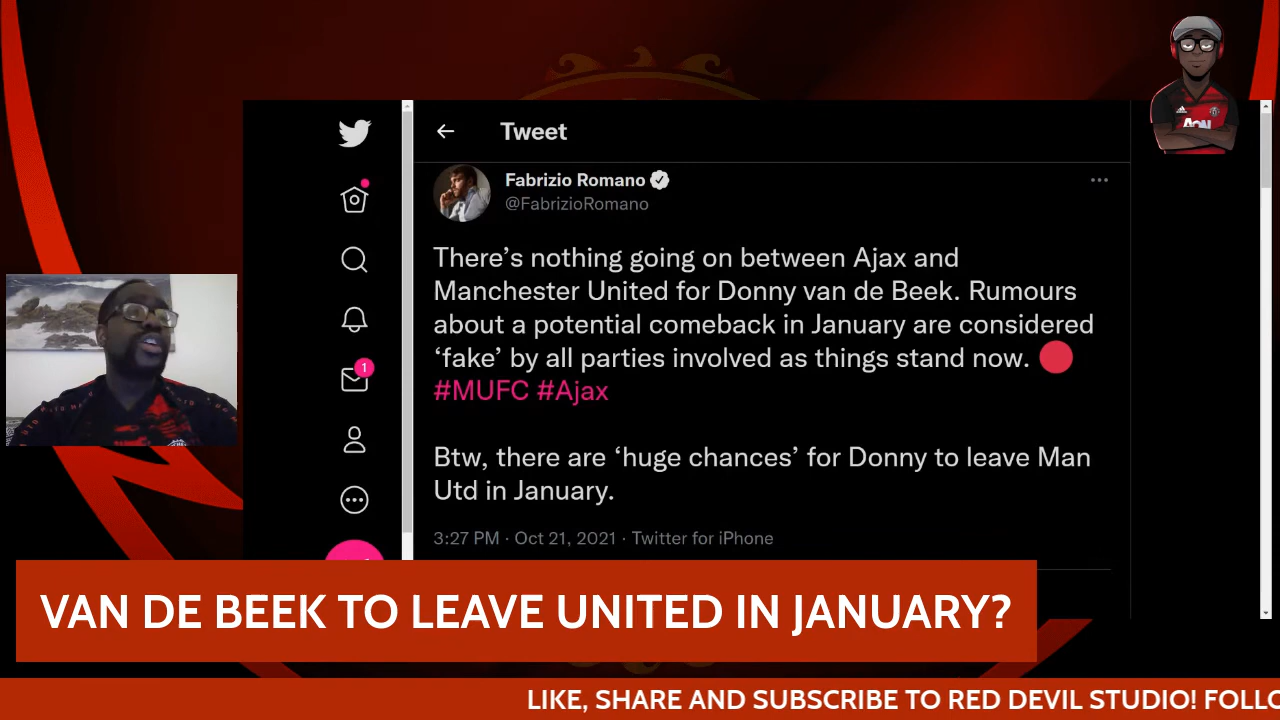 AON
Tweet
Fabrizio Romano
@FabrizioRomano
There’s nothing going on between Ajax and
Manchester United for Donny van de Beek. Rumours
about a potential comeback in January are considered
‘fake’ by all parties involved as things stand now.
#MUFC #Ajax
Btw, there are ‘huge chances’ for Donny to leave Man
Utd in January.
3:27 PM · Oct 21, 2021 · Twitter for iPhone
1
VAN DE BEEK TO LEAVE UNITED IN JANUARY?
LIKE, SHARE AND SUBSCRIBE TO RED DEVIL STUDIO! FOLLO